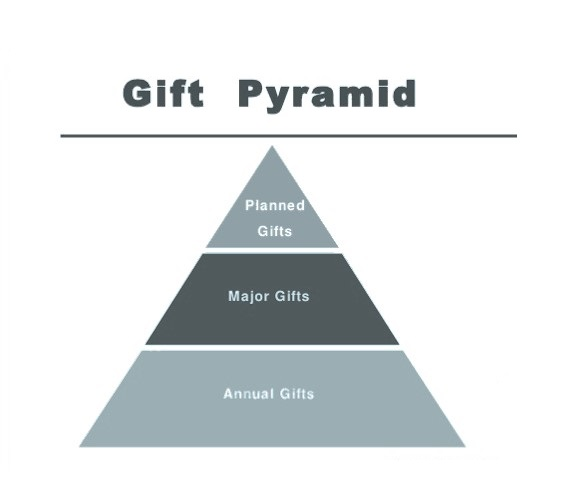 Gift Pyramid
Planned
Gifts
Major Gifts
Annual Gifts